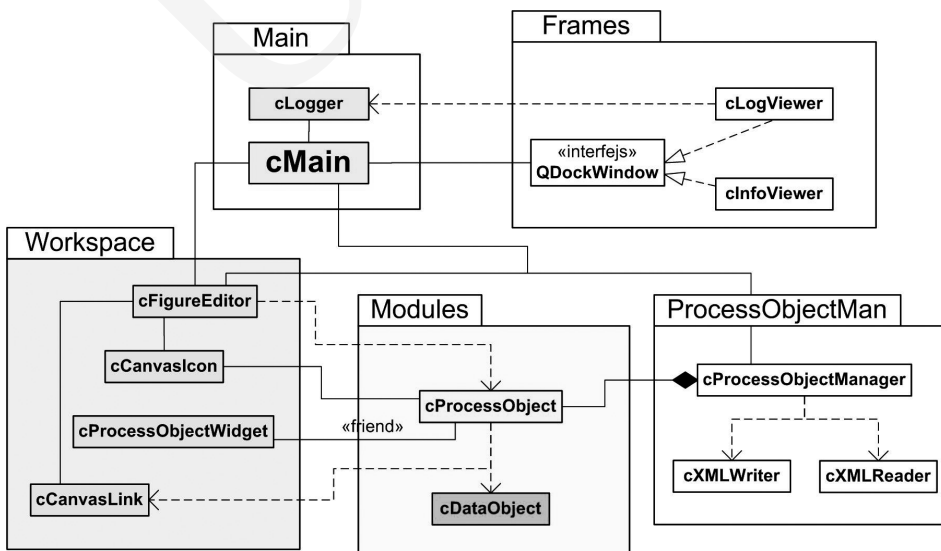 Main
Frames
cLogger
cLogViewer
cMain
«interfejs»
QDockWindow
cInfoViewer
Workspace
cFigureEditor
Modules
ProcessObjectMan
cCanvasIcon
cProcessObject
cProcessObjectManager
cProcessObjectWidget
«friend»
cXMLWriter
cXMLReader
cCanvasLink
cDataObject